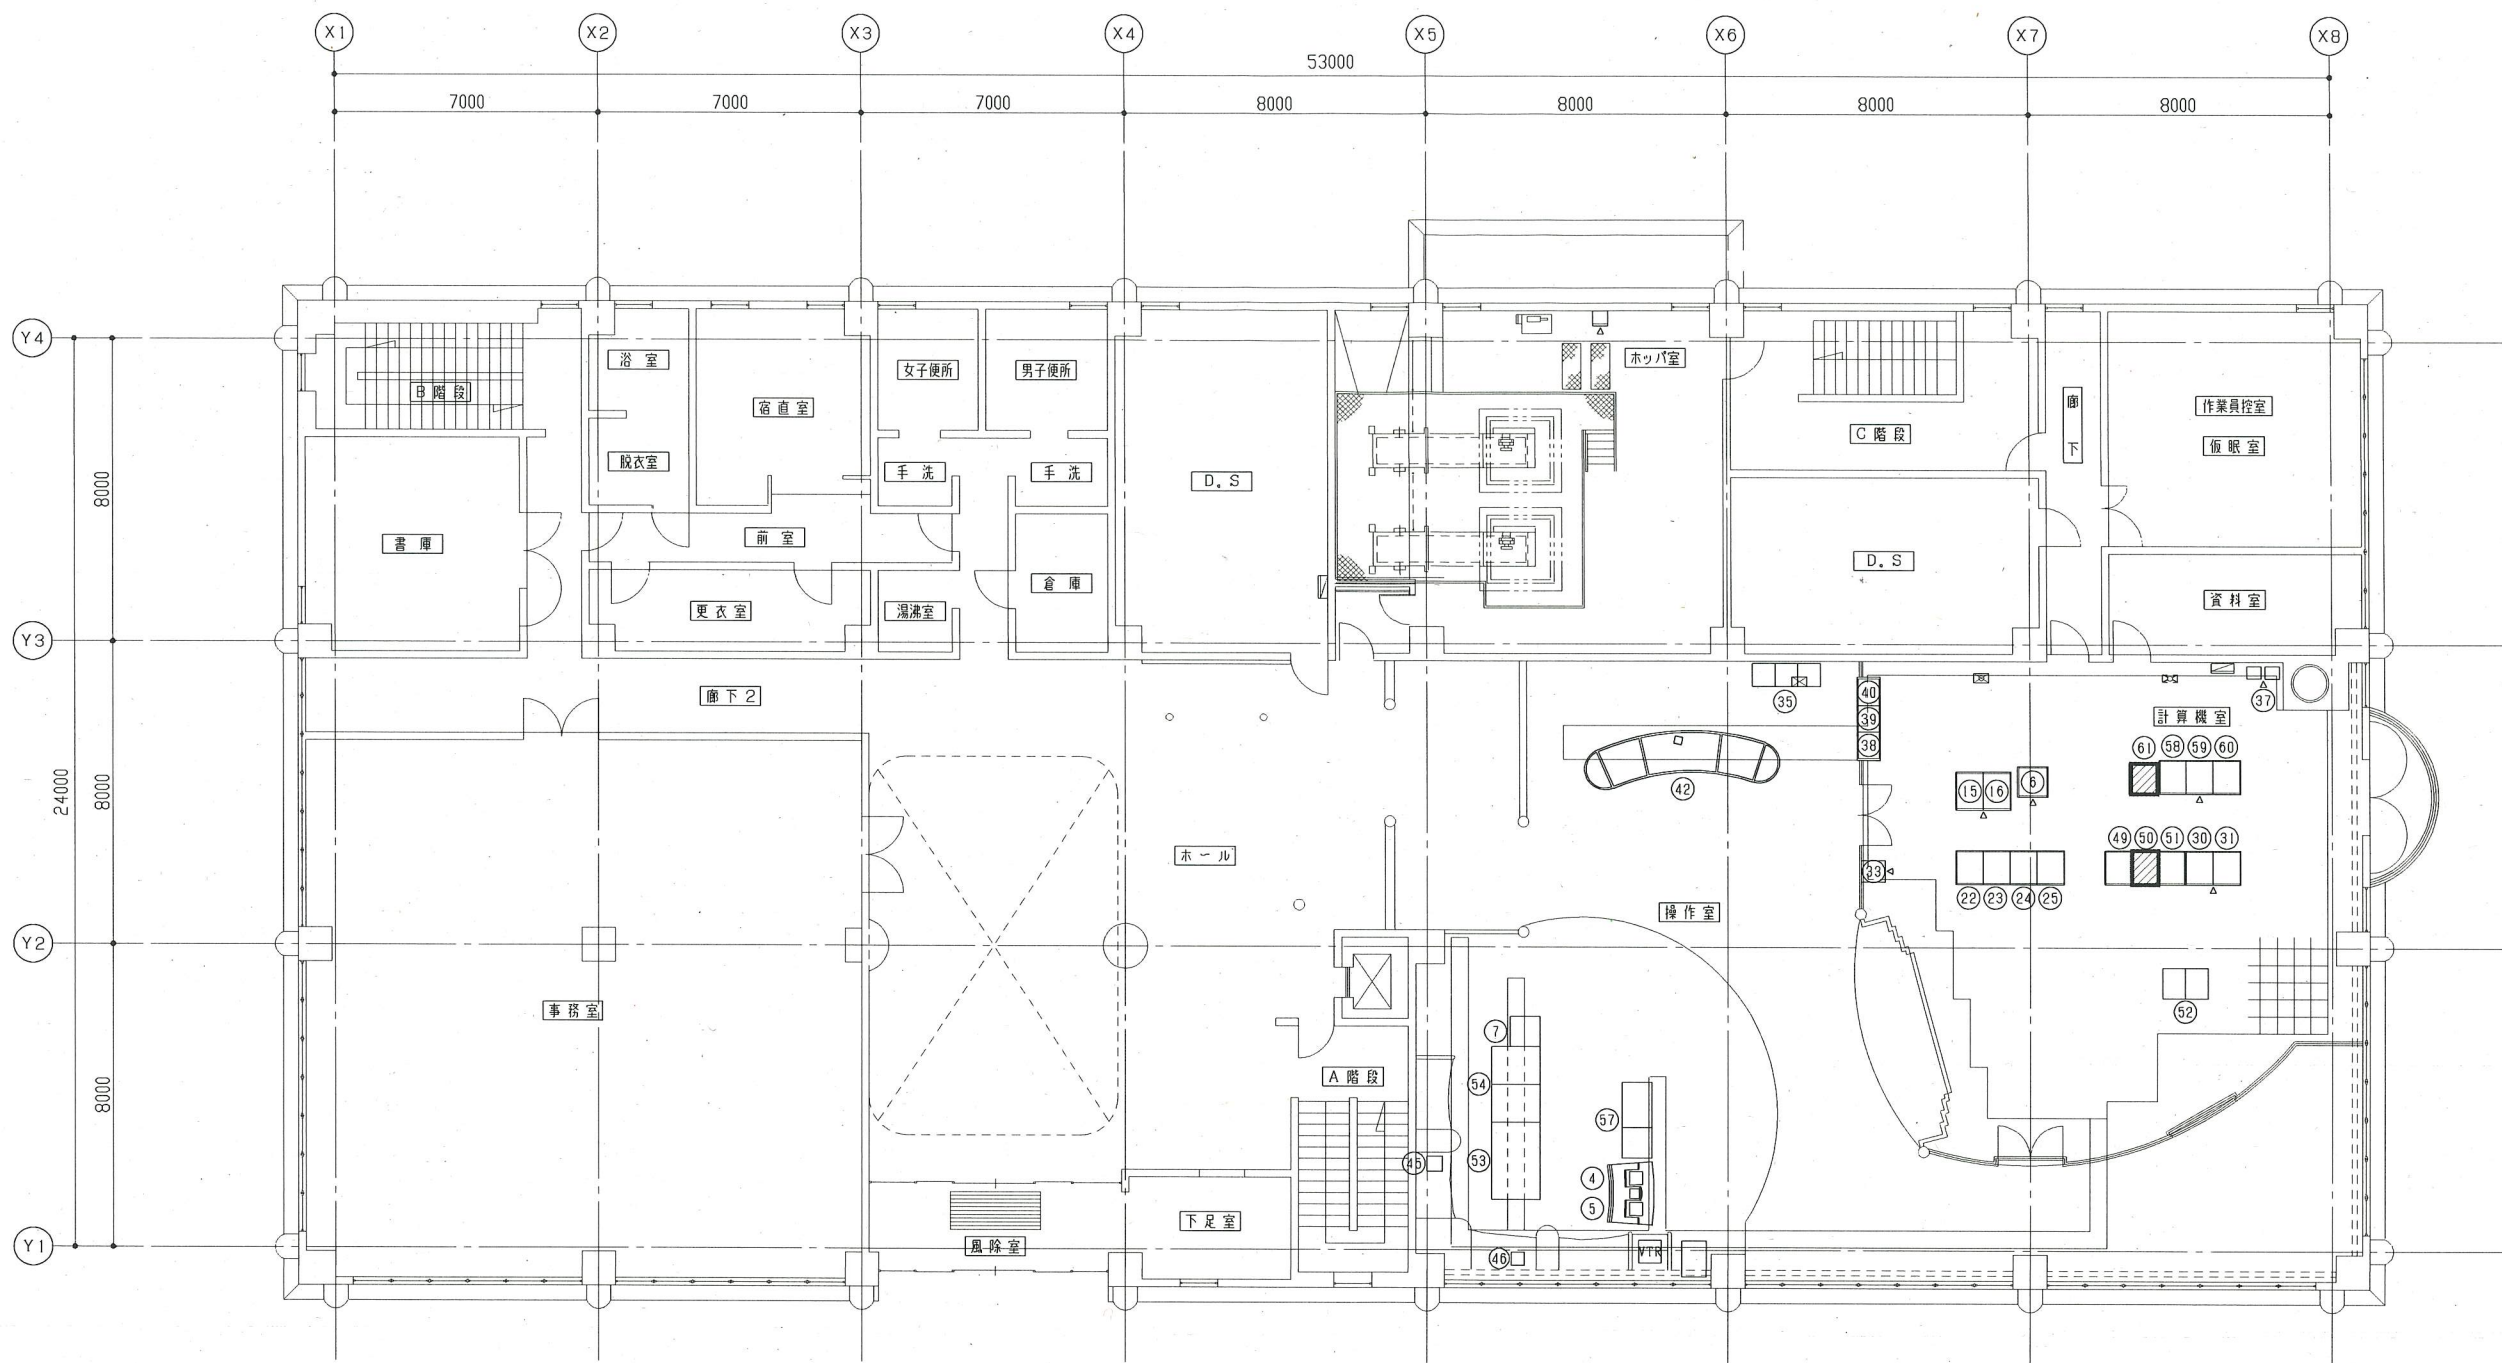 X1 X2 X3 X4 X5 X6 X7 X8
53000
7000 7000 7000 8000 8000 8000 8000
Y4
Y3
Y2
Y1
24000
8000
8000
8000
B階段
浴室
脱衣室
宿直室
女子便所
男子便所
手洗
手洗
書庫
前室
更衣室
湯沸室
倉庫
D。S
ホッパ室
C階段
廊下
作業員控室
仮眠室
D。S
資料室
廊下2
35
40
39
38
37
計算機室
42
15 16 6
61 58 59 60
ホール
33
49 50 51 30 31
22 23 24 25
操作室
事務室
52
7
A階段
54
57
45
53
4
5
下足室
風除室
46
VTR